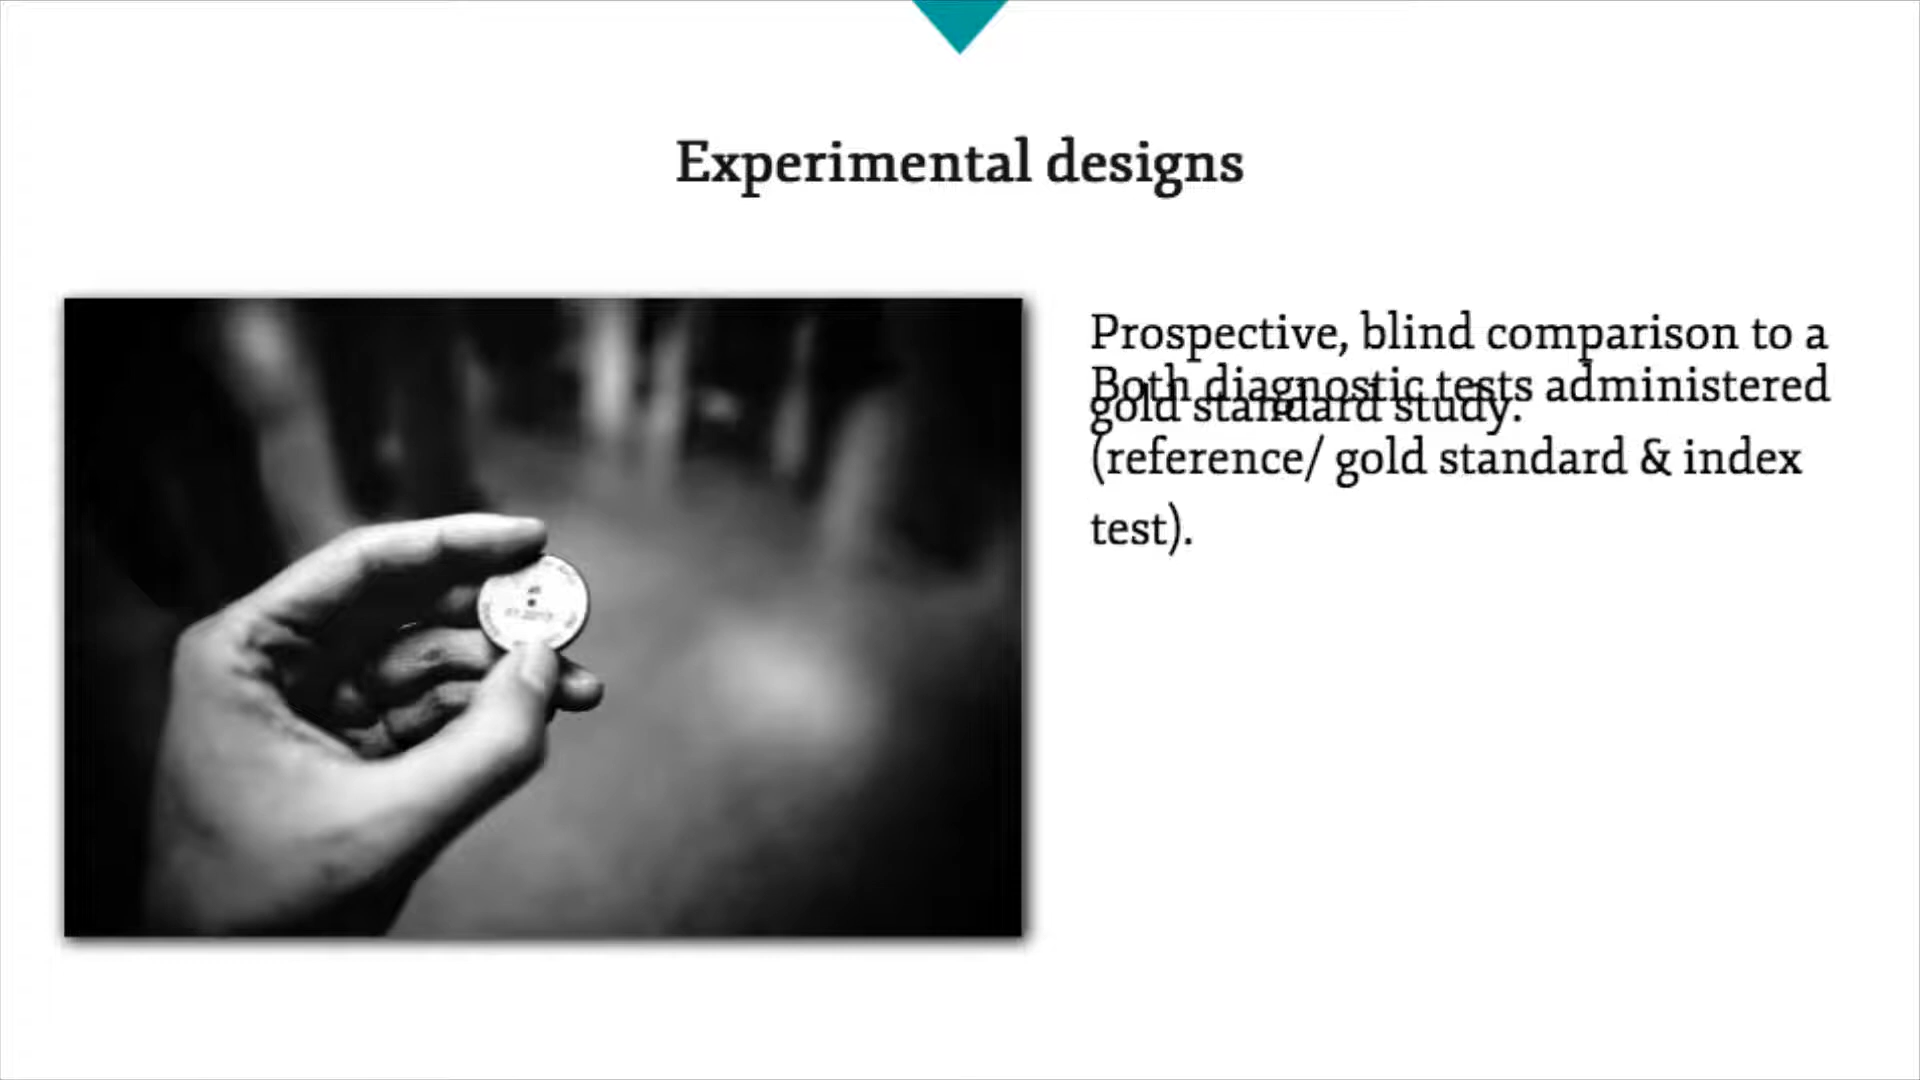 Experimental designs
Prospective, blind comparison to a
gold standard study.
Both diagnostic tests administered
(reference/ gold standard & index
test).